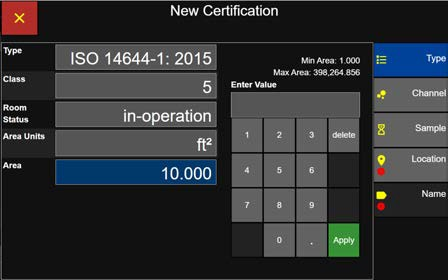 New Certification
Type
ISO 14644-1: 2015
Class
5
Room
Status
in-operation
Area Units
ft²
Area
10.000
Min Area: 1.000
Max Area: 398,264.856
Enter Value
1 2 3 delete
4 5 6
7 8 9
0 . Apply
Type
Channel
Sample
Location
Name